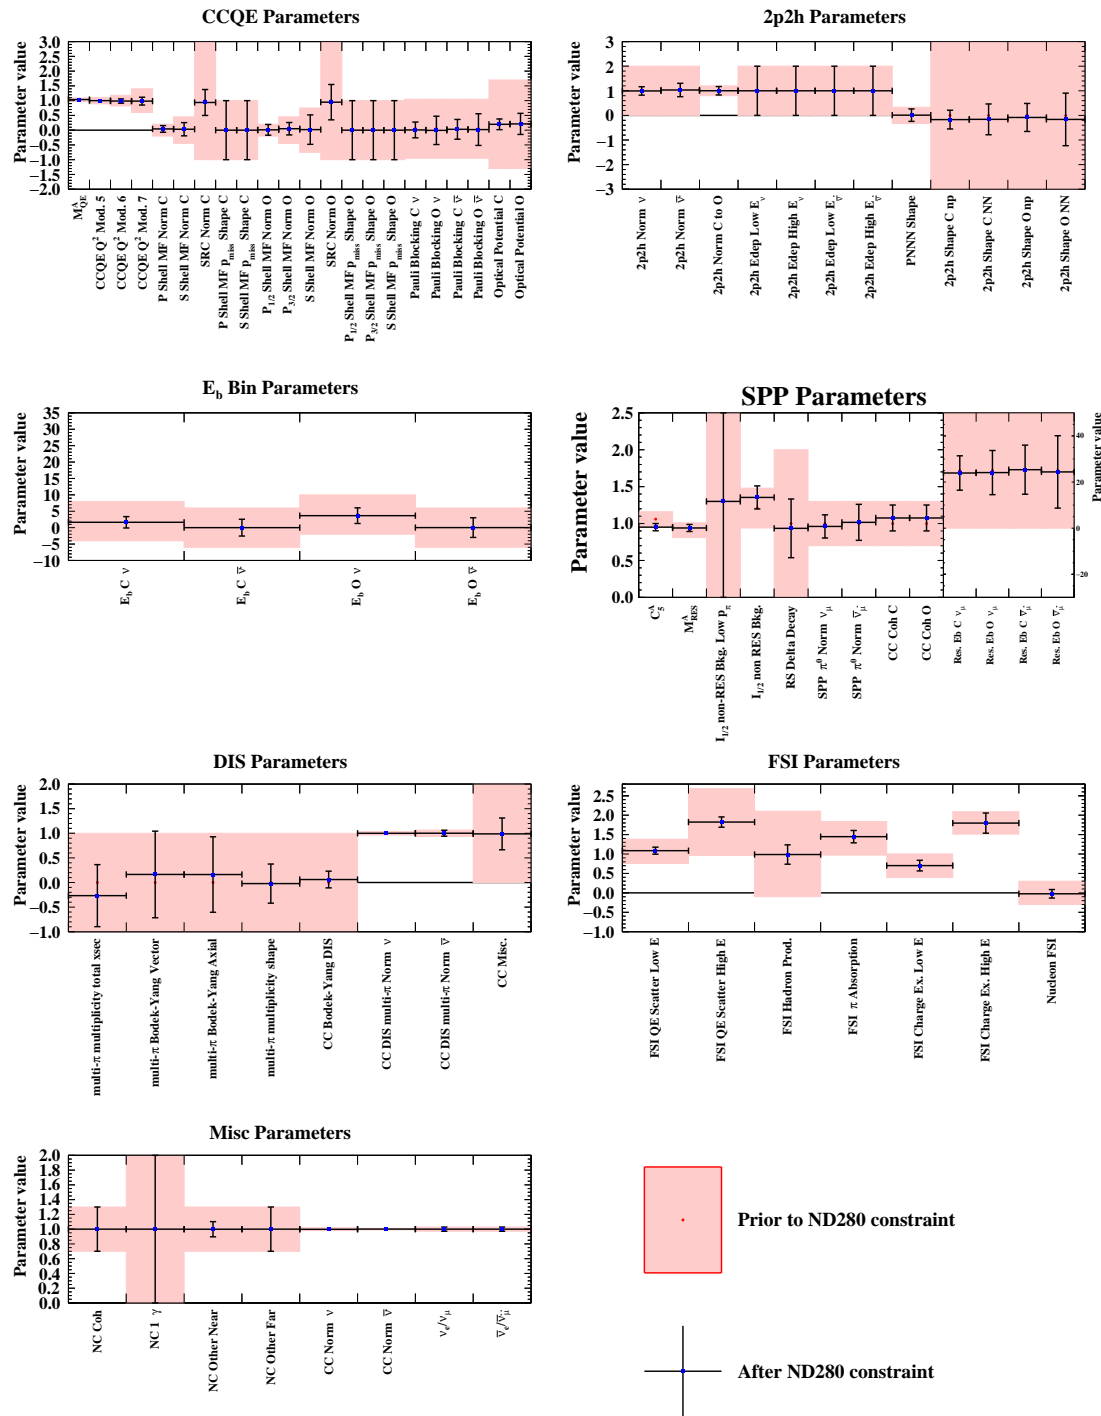 CCQE Parameters
Parameter value
3.0
2.5
2.0
1.5
1.0
0.5
0.0
−0.5
−1.0
−1.5
−2.0
M^A_QE
CCQE Q² Mod. 5
CCQE Q² Mod. 6
CCQE Q² Mod. 7
P Shell MF Norm C
S Shell MF Norm C
SRC Norm C
P Shell MF p_miss Shape C
S Shell MF p_miss Shape C
P_1/2 Shell MF Norm O
P_3/2 Shell MF Norm O
S Shell MF Norm O
SRC Norm O
P_1/2 Shell MF p_miss Shape O
P_3/2 Shell MF p_miss Shape O
S Shell MF p_miss Shape O
Pauli Blocking C ν
Pauli Blocking O ν
Pauli Blocking C ν̅
Pauli Blocking O ν̅
Optical Potential C
Optical Potential O
2p2h Parameters
Parameter value
3
2
1
0
−1
−2
−3
2p2h Norm ν
2p2h Norm ν̅
2p2h Norm C to O
2p2h Edep Low E_ν
2p2h Edep High E_ν
2p2h Edep Low E_ν̅
2p2h Edep High E_ν̅
PNNN Shape
2p2h Shape C np
2p2h Shape C NN
2p2h Shape O np
2p2h Shape O NN
E_b Bin Parameters
Parameter value
35
30
25
20
15
10
5
0
−5
−10
E_b C ν
E_b C ν̅
E_b O ν
E_b O ν̅
SPP Parameters
Parameter value
2.5
2.0
1.5
1.0
0.5
0.0
C^A_5
M^A_RES
I_1/2 non-RES Bkg. Low p_π
I_1/2 non RES Bkg.
RS Delta Decay
SPP π⁰ Norm ν_μ
SPP π⁰ Norm ν̅_μ
CC Coh C
CC Coh O
Res. Eb C ν_μ
Res. Eb O ν_μ
Res. Eb C ν̅_μ
Res. Eb O ν̅_μ
40
20
0
−20
Parameter value
DIS Parameters
Parameter value
2.0
1.5
1.0
0.5
0.0
−0.5
−1.0
multi-π multiplicity total xsec
multi-π Bodek-Yang Vector
multi-π Bodek-Yang Axial
multi-π multiplicity shape
CC Bodek-Yang DIS
CC DIS multi-π Norm ν
CC DIS multi-π Norm ν̅
CC Misc.
FSI Parameters
Parameter value
2.5
2.0
1.5
1.0
0.5
0.0
−0.5
−1.0
FSI QE Scatter Low E
FSI QE Scatter High E
FSI Hadron Prod.
FSI π Absorption
FSI Charge Ex. Low E
FSI Charge Ex. High E
Nucleon FSI
Misc Parameters
Parameter value
2.0
1.8
1.6
1.4
1.2
1.0
0.8
0.6
0.4
0.2
0.0
NC Coh
NC 1 γ
NC Other Near
NC Other Far
CC Norm ν
CC Norm ν̅
ν_e/ν_μ
ν̅_e/ν̅_μ
Prior to ND280 constraint
After ND280 constraint